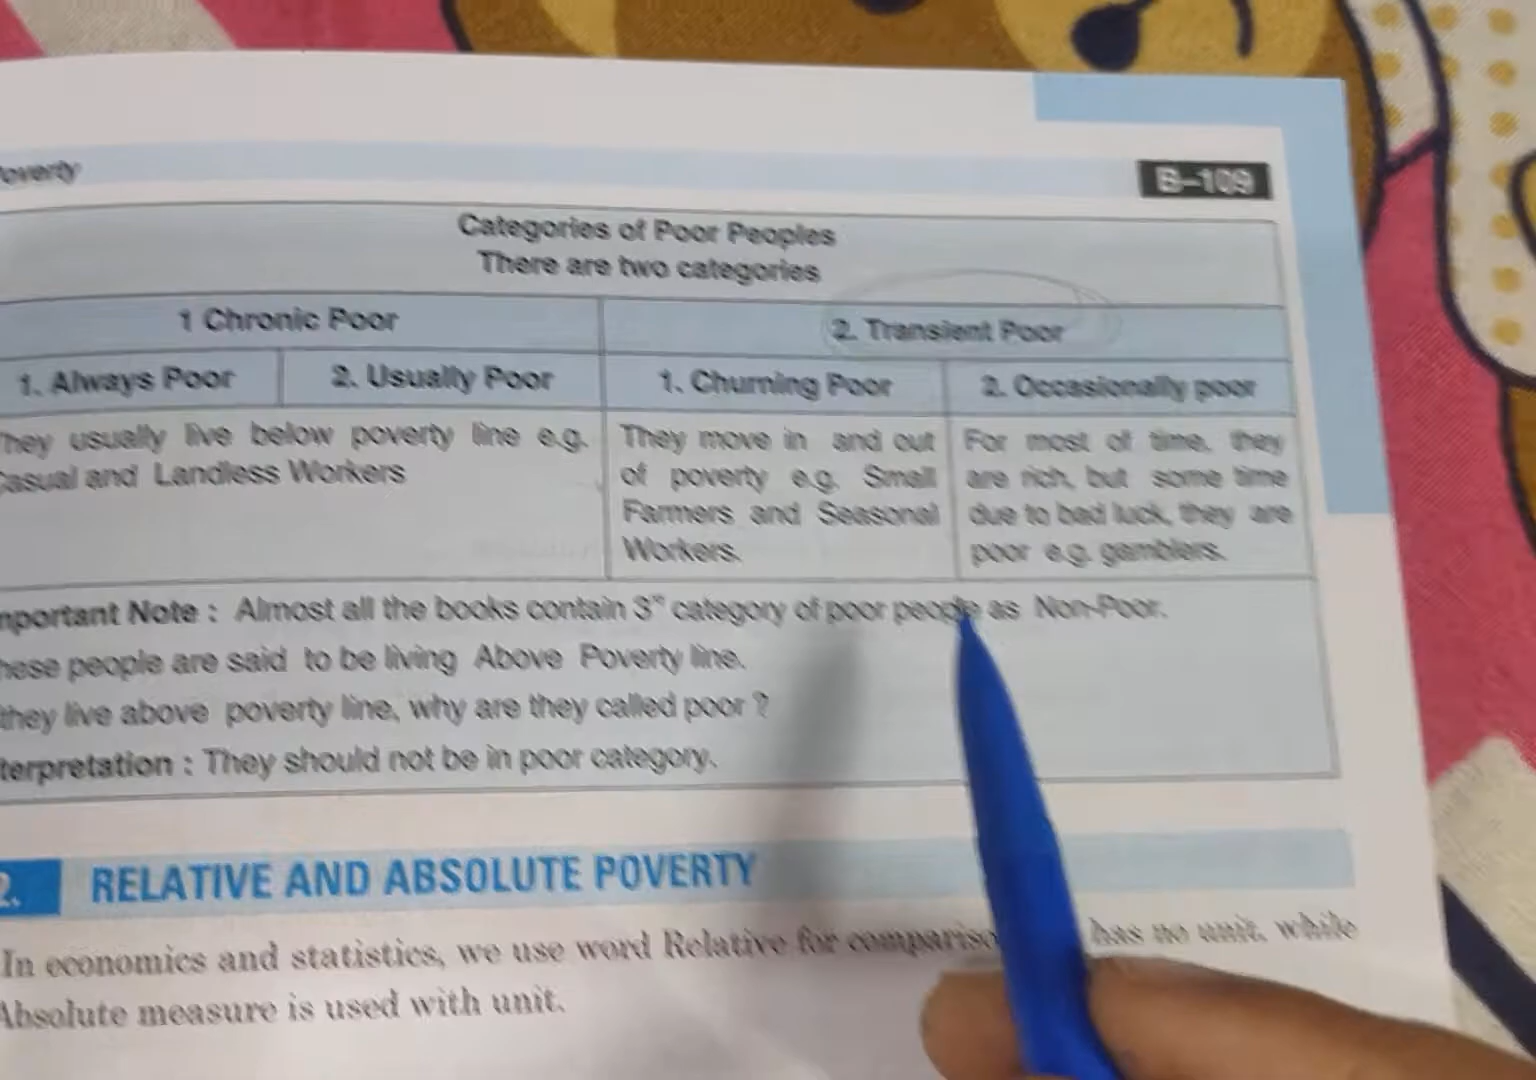 overty
B–109
Categories of Poor Peoples
There are two categories
1 Chronic Poor
2. Transient Poor
1. Always Poor
2. Usually Poor
1. Churning Poor
2. Occasionally poor
They usually live below poverty line e.g.
Casual and Landless Workers
They move in and out
of poverty e.g. Small
Farmers and Seasonal
Workers.
For most of time, they
are rich, but some time
due to bad luck, they are
poor e.g. gamblers.
mportant Note : Almost all the books contain 3rd category of poor people as Non-Poor.
hese people are said to be living Above Poverty line.
they live above poverty line, why are they called poor ?
terpretation : They should not be in poor category.
2. RELATIVE AND ABSOLUTE POVERTY
In economics and statistics, we use word Relative for compariso has no unit, while
Absolute measure is used with unit.